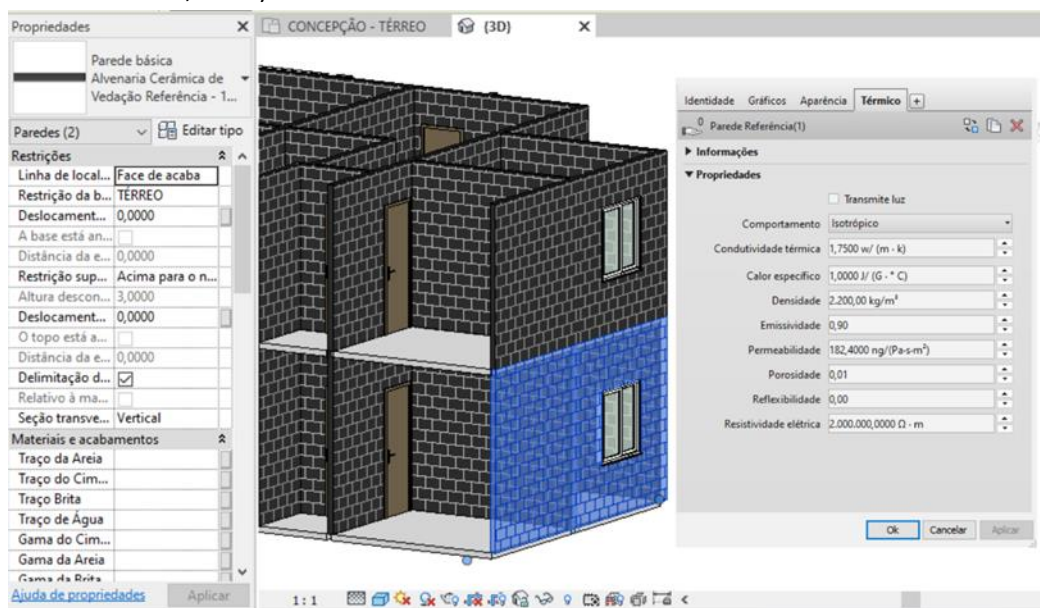 Propriedades
CONCEPÇÃO - TÉRREO
{3D}
Parede básica
Alvenaria Cerâmica de
Vedação Referência - 1...
Paredes (2)
Editar tipo
Restrições
Linha de local... Face de acaba
Restrição da b... TÉRREO
Deslocament... 0,0000
A base está an...
Distância da e... 0,0000
Restrição sup... Acima para o n...
Altura descon... 3,0000
Deslocament... 0,0000
O topo está a...
Distância da e... 0,0000
Delimitação d...
Relativo à ma...
Seção transve... Vertical
Materiais e acabamentos
Traço da Areia
Traço do Cim...
Traço Brita
Traço de Água
Gama do Cim...
Gama da Areia
Gama da Brita
Ajuda de propriedades
Aplicar
Identidade Gráficos Aparência Térmico +
0 Parede Referência(1)
Informações
Propriedades
Transmite luz
Comportamento Isotrópico
Condutividade térmica 1,7500 w/ (m · k)
Calor específico 1,0000 J/ (G · ° C)
Densidade 2.200,00 kg/m³
Emissividade 0,90
Permeabilidade 182,4000 ng/(Pa·s·m²)
Porosidade 0,01
Reflexibilidade 0,00
Resistividade elétrica 2.000.000,0000 Ω · m
Ok Cancelar Aplicar
1 : 1